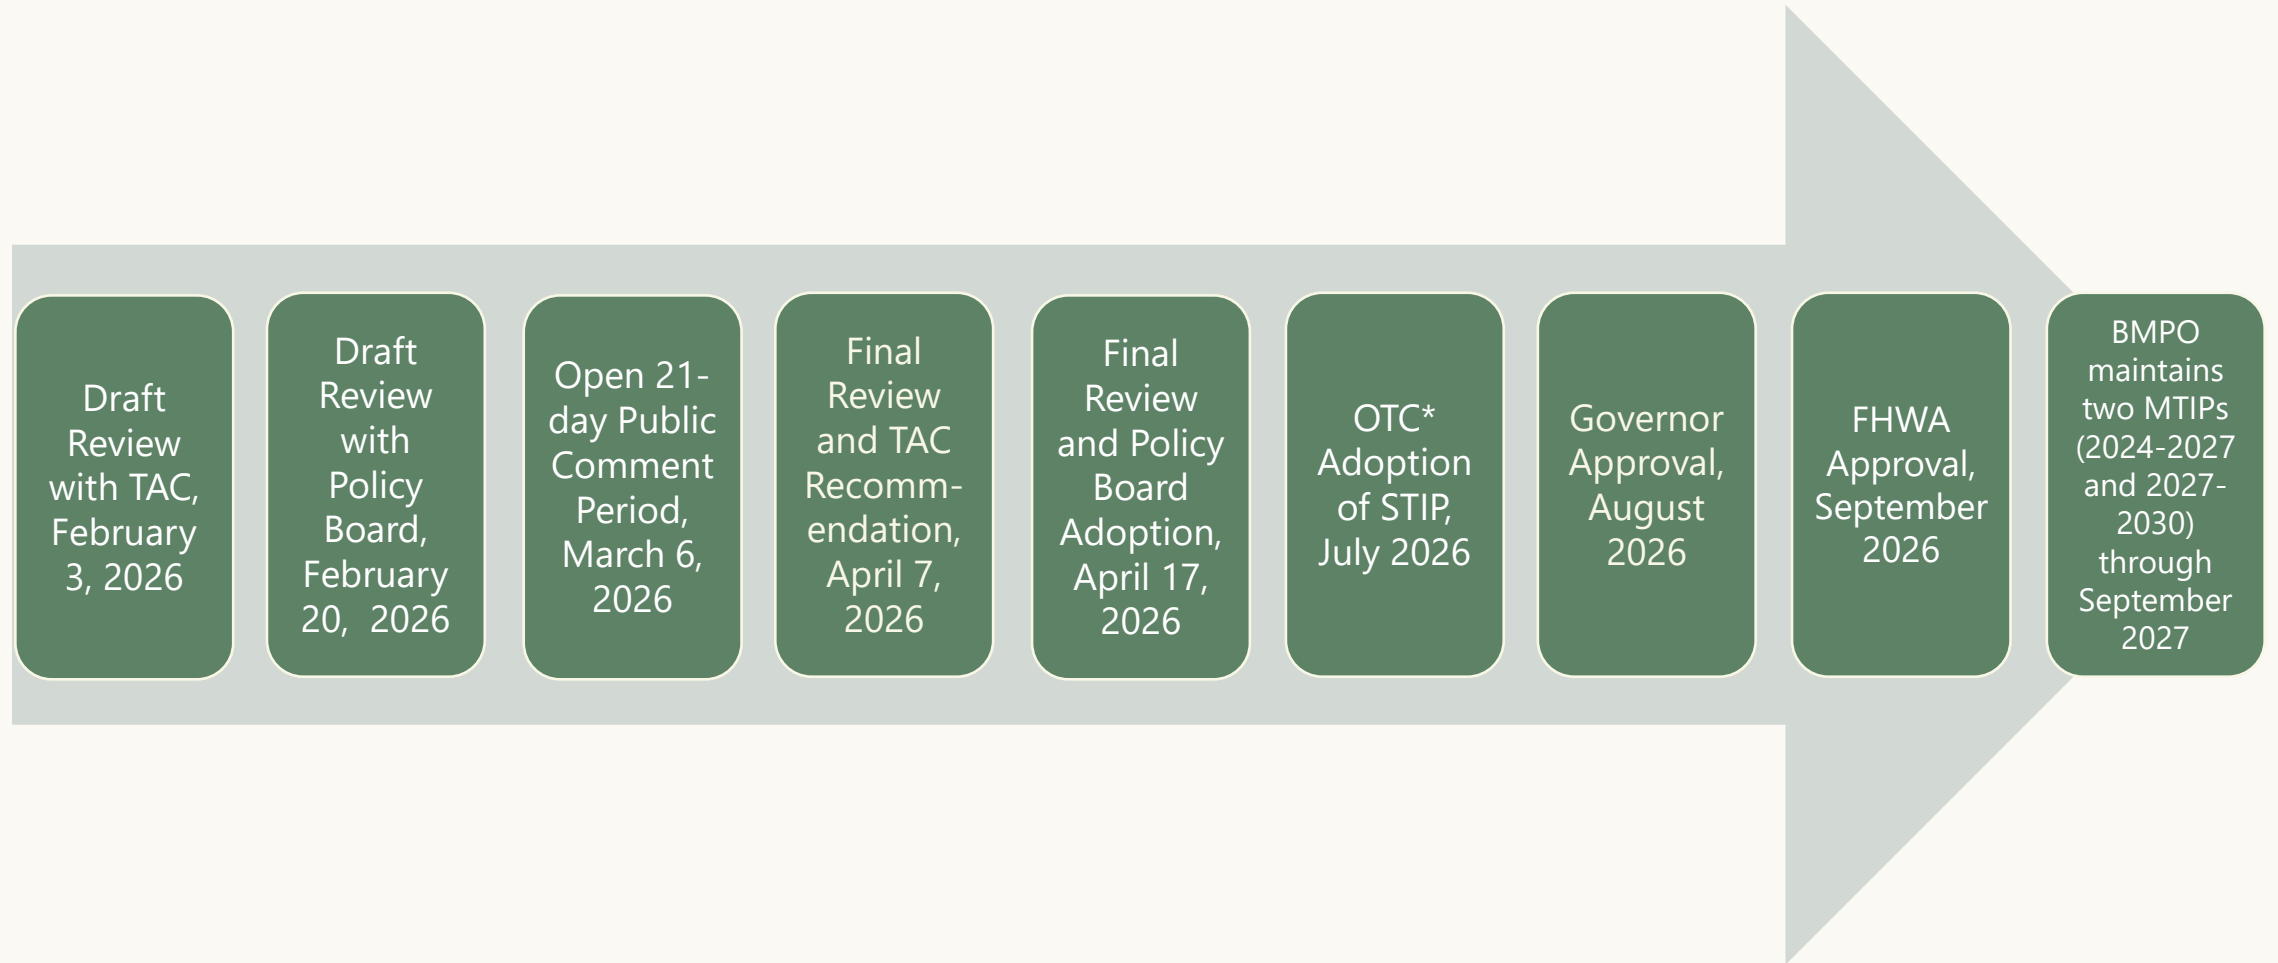 Draft
Review
with TAC,
February
3, 2026
Draft
Review
with
Policy
Board,
February
20,  2026
Open 21-
day Public
Comment
Period,
March 6,
2026
Final
Review
and TAC
Recomm-
endation,
April 7,
2026
Final
Review
and Policy
Board
Adoption,
April 17,
2026
OTC*
Adoption
of STIP,
July 2026
Governor
Approval,
August
2026
FHWA
Approval,
September
2026
BMPO
maintains
two MTIPs
(2024-2027
and 2027-
2030)
through
September
2027